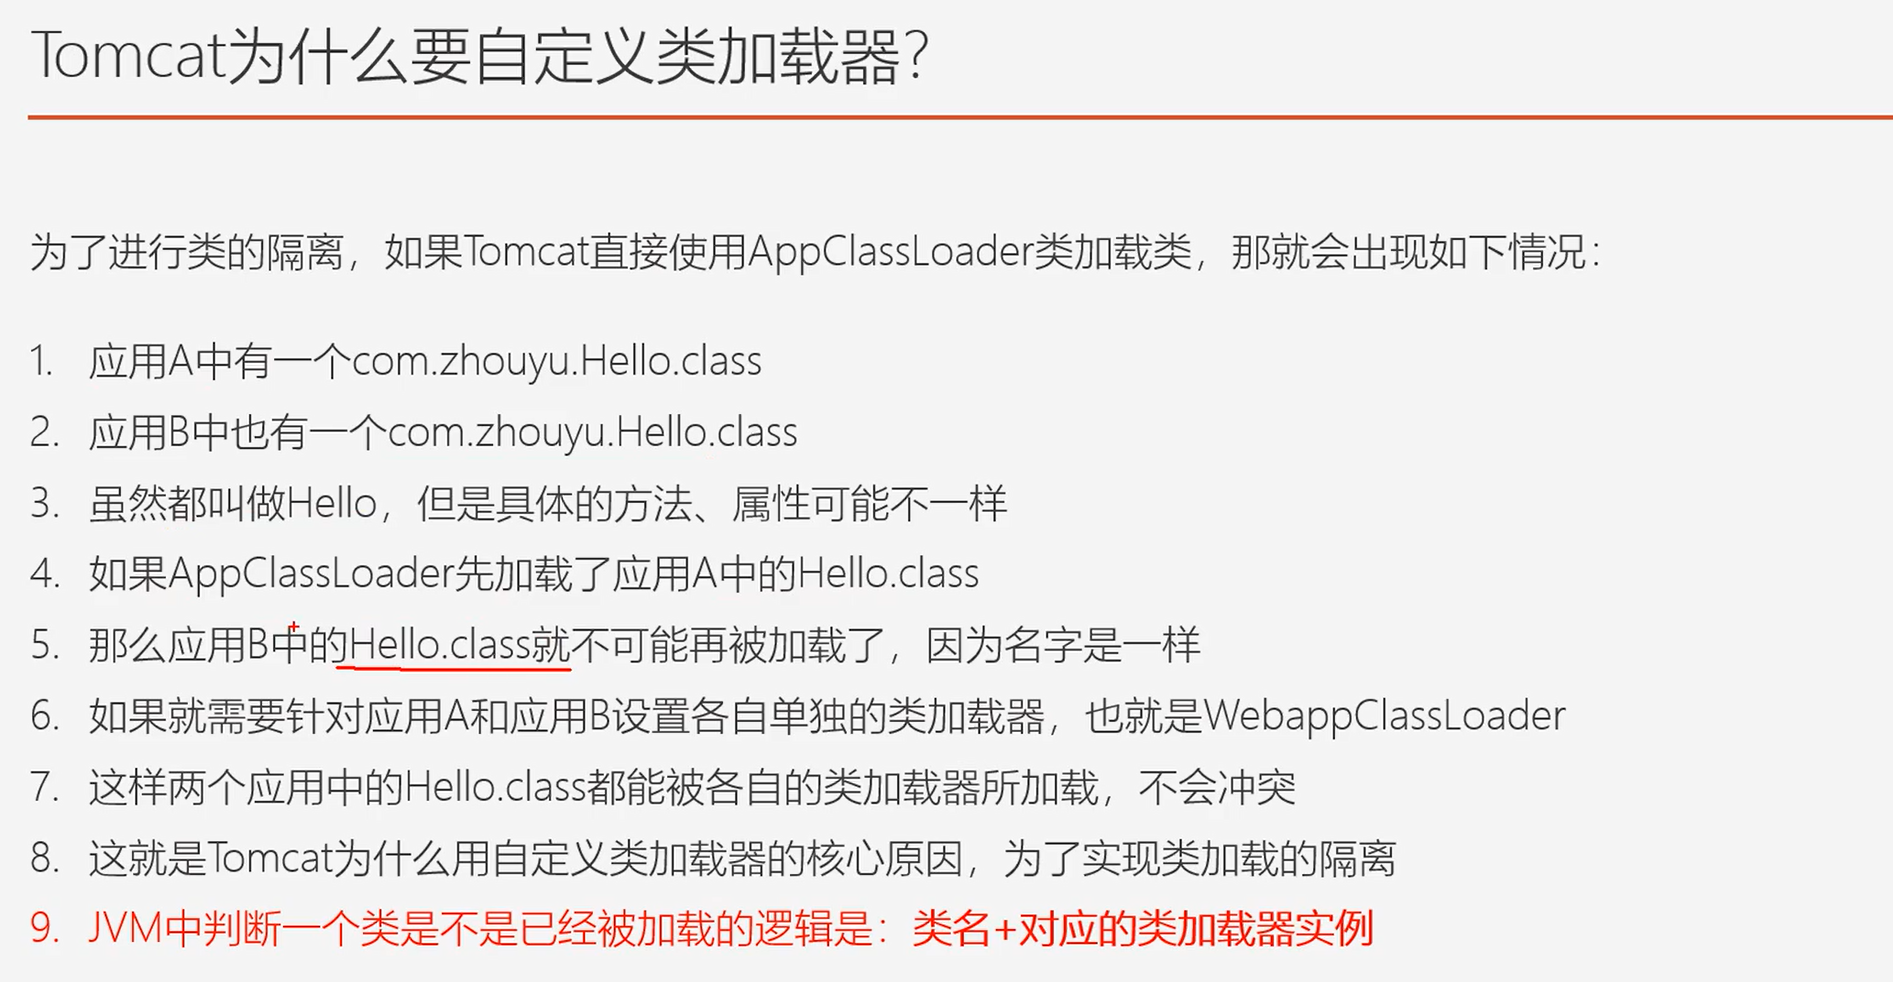 Tomcat为什么要自定义类加载器?
为了进行类的隔离，如果Tomcat直接使用AppClassLoader类加载类，那就会出现如下情况：
1. 应用A中有一个com.zhouyu.Hello.class
2. 应用B中也有一个com.zhouyu.Hello.class
3. 虽然都叫做Hello，但是具体的方法、属性可能不一样
4. 如果AppClassLoader先加载了应用A中的Hello.class
5. 那么应用B中的Hello.class就不可能再被加载了，因为名字是一样
6. 如果就需要针对应用A和应用B设置各自单独的类加载器，也就是WebappClassLoader
7. 这样两个应用中的Hello.class都能被各自的类加载器所加载，不会冲突
8. 这就是Tomcat为什么用自定义类加载器的核心原因，为了实现类加载的隔离
9. JVM中判断一个类是不是已经被加载的逻辑是：类名+对应的类加载器实例